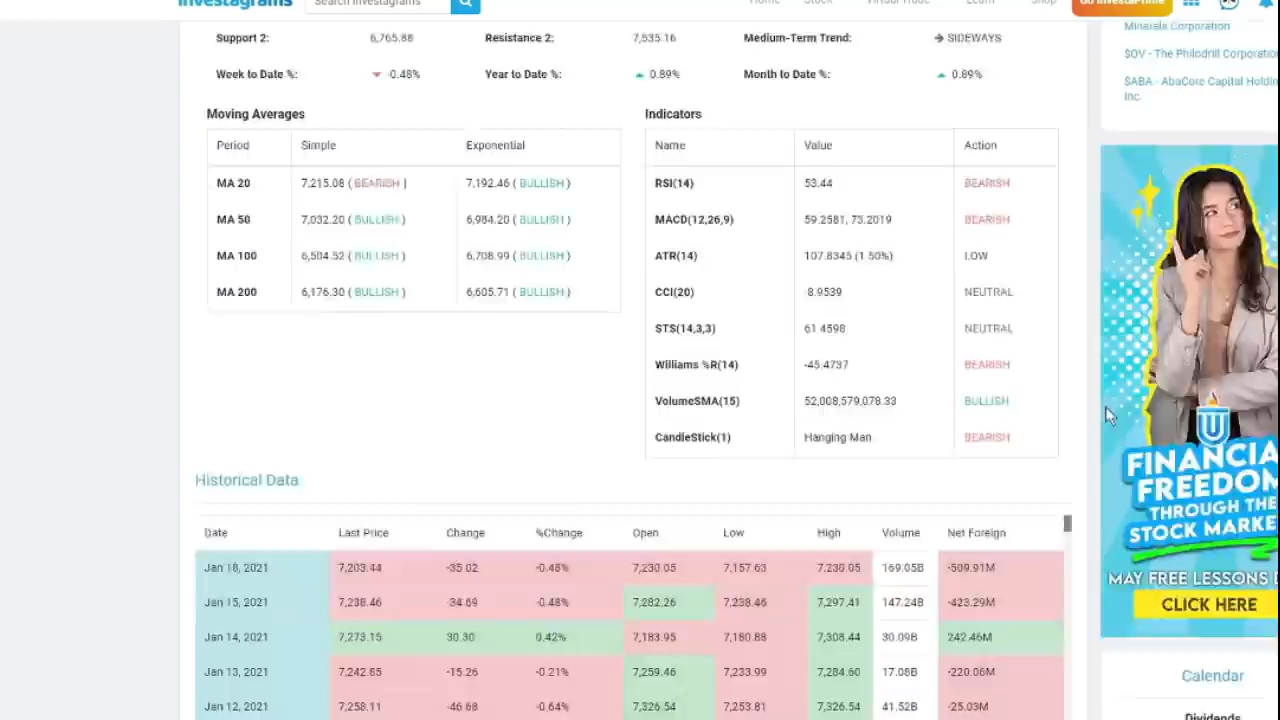 Investagrams Search Investagrams Home Stock Virtual Trade Learn Shop Go InvestaPrime
Support 2: 6,765.88 Resistance 2: 7,535.16 Medium-Term Trend: SIDEWAYS
Week to Date %: -0.48% Year to Date %: 0.89% Month to Date %: 0.89%
Moving Averages
Period Simple Exponential
MA 20 7,215.08 ( BEARISH ) 7,192.46 ( BULLISH )
MA 50 7,032.20 ( BULLISH ) 6,984.20 ( BULLISH )
MA 100 6,504.52 ( BULLISH ) 6,708.99 ( BULLISH )
MA 200 6,176.30 ( BULLISH ) 6,605.71 ( BULLISH )
Indicators
Name Value Action
RSI(14) 53.44 BEARISH
MACD(12,26,9) 59.2581, 73.2019 BEARISH
ATR(14) 107.8345 (1.50%) LOW
CCI(20) -8.9539 NEUTRAL
STS(14,3,3) 61.4598 NEUTRAL
Williams %R(14) -45.4737 BEARISH
VolumeSMA(15) 52,008,579,078.33 BULLISH
CandleStick(1) Hanging Man BEARISH
Historical Data
Date Last Price Change %Change Open Low High Volume Net Foreign
Jan 18, 2021 7,203.44 -35.02 -0.48% 7,230.05 7,157.63 7,230.05 169.05B -509.91M
Jan 15, 2021 7,238.46 -34.69 -0.48% 7,282.26 7,238.46 7,297.41 147.24B -423.29M
Jan 14, 2021 7,273.15 30.30 0.42% 7,183.95 7,180.88 7,308.44 30.09B 242.46M
Jan 13, 2021 7,242.85 -15.26 -0.21% 7,259.46 7,233.99 7,284.60 17.08B -220.06M
Jan 12, 2021 7,258.11 -46.68 -0.64% 7,326.54 7,253.81 7,326.54 41.52B -25.03M
Minerals Corporation
$OV - The Philodrill Corporatio
$ABA - AbaCore Capital Holdin
Inc.
FINANCIA
FREEDOM
THROUGH THE
STOCK MARKE
MAY FREE LESSONS
CLICK HERE
Calendar
Dividends